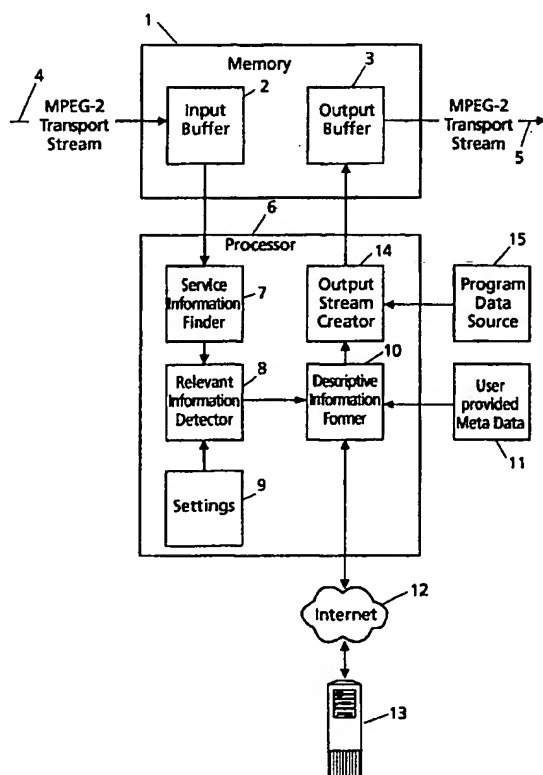 1
Memory
4
2
3
MPEG-2
Transport
Stream
Input
Buffer
Output
Buffer
MPEG-2
Transport
Stream
5
6
Processor
14
15
Service
Information
Finder
7
Output
Stream
Creator
Program
Data
Source
8
10
Relevant
Information
Detector
Descriptive
Information
Former
User
provided
Meta Data
11
Settings
9
Internet
12
13